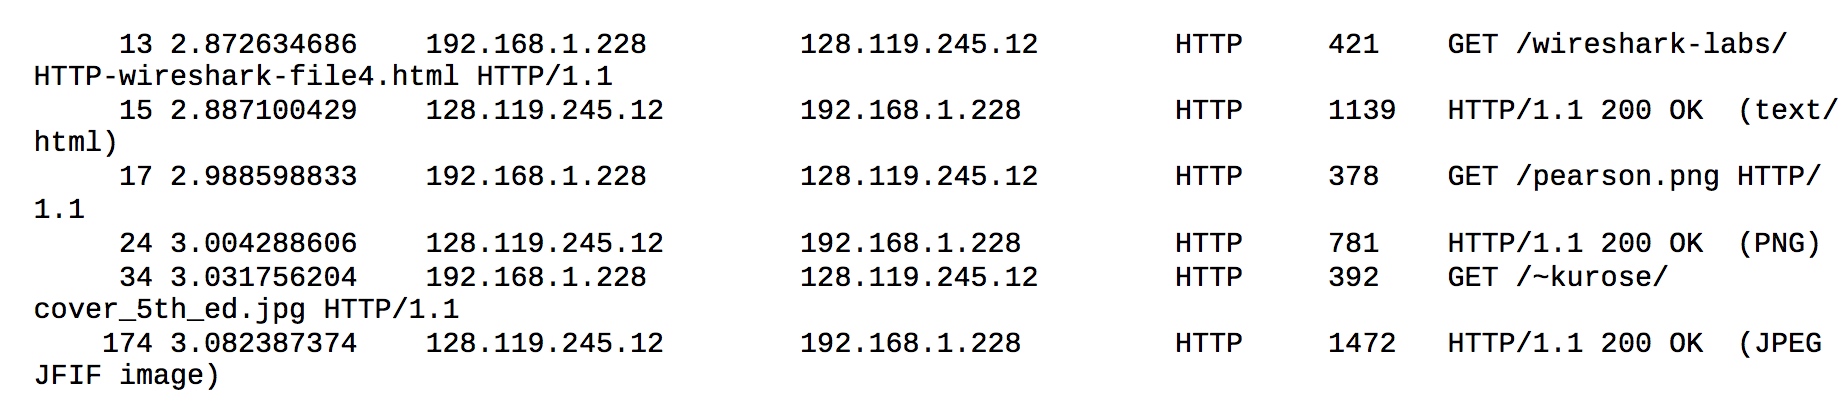 13 2.872634686 192.168.1.228 128.119.245.12 HTTP 421 GET /wireshark-labs/
HTTP-wireshark-file4.html HTTP/1.1
15 2.887100429 128.119.245.12 192.168.1.228 HTTP 1139 HTTP/1.1 200 OK (text/
html)
17 2.988598833 192.168.1.228 128.119.245.12 HTTP 378 GET /pearson.png HTTP/
1.1
24 3.004288606 128.119.245.12 192.168.1.228 HTTP 781 HTTP/1.1 200 OK (PNG)
34 3.031756204 192.168.1.228 128.119.245.12 HTTP 392 GET /~kurose/
cover_5th_ed.jpg HTTP/1.1
174 3.082387374 128.119.245.12 192.168.1.228 HTTP 1472 HTTP/1.1 200 OK (JPEG
JFIF image)